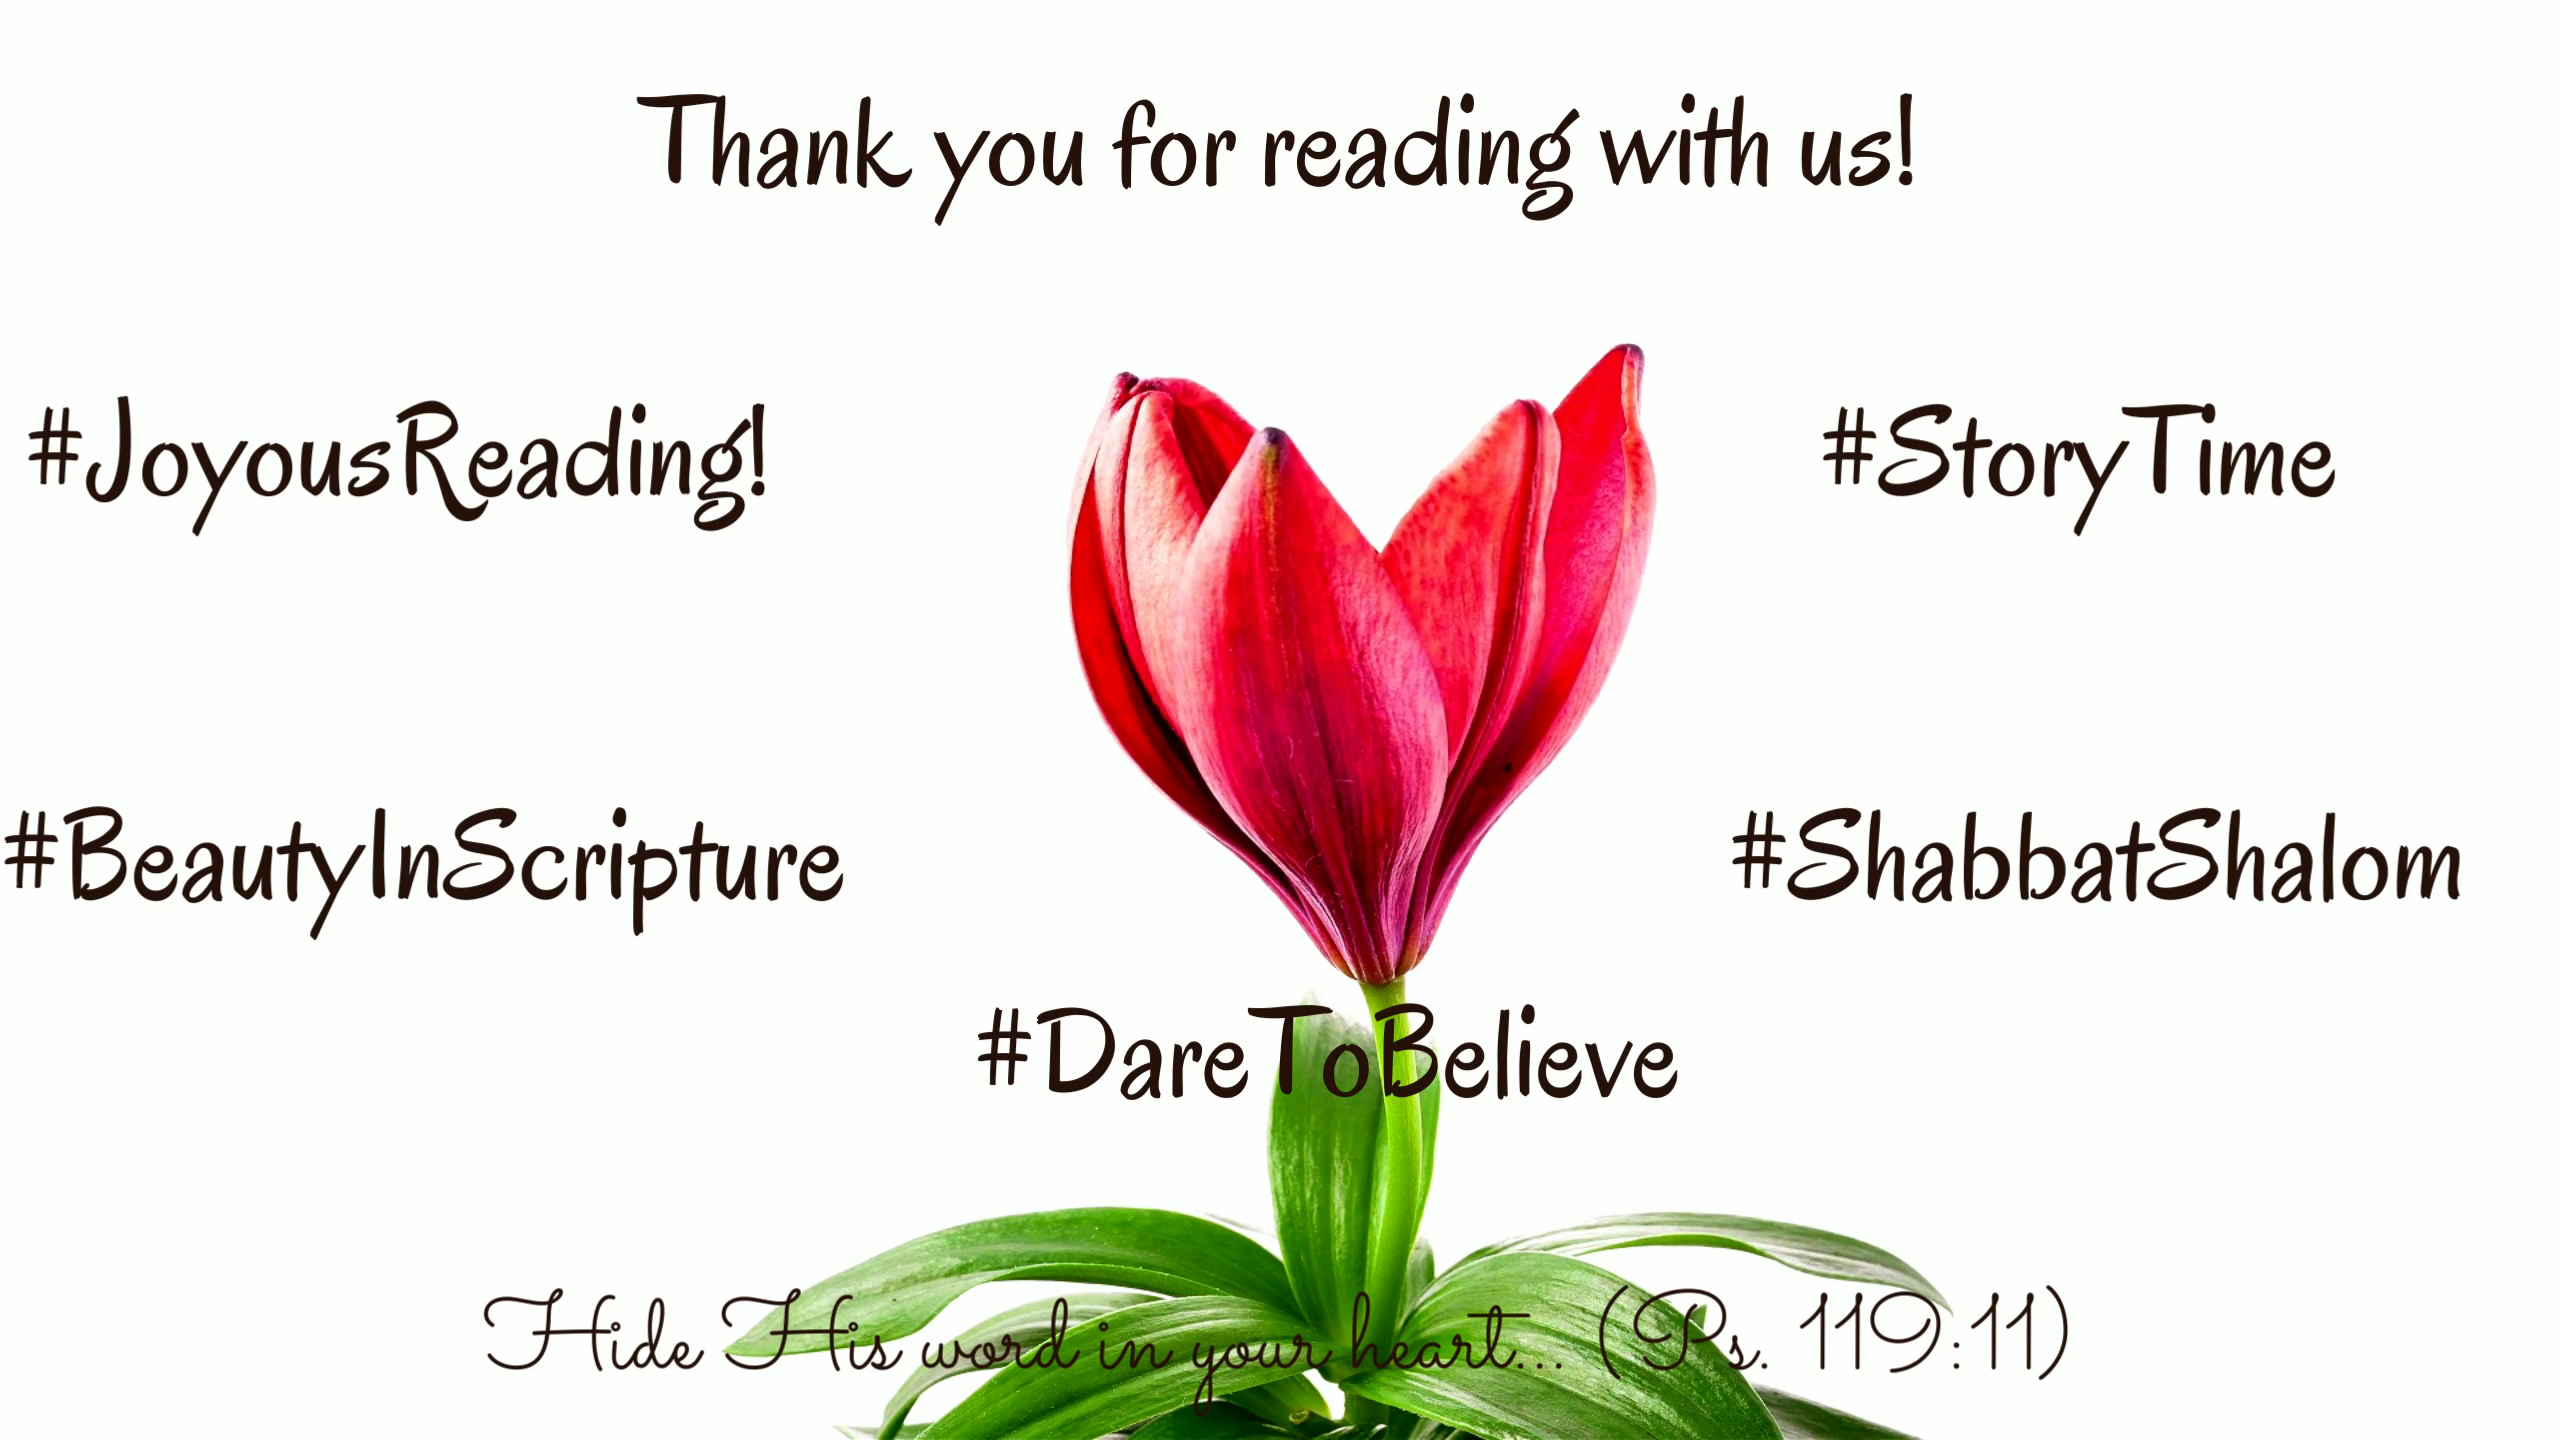 Thank you for reading with us!
#JoyousReading!
#StoryTime
#BeautyInScripture
#ShabbatShalom
#DareToBelieve
Hide His word in your heart... (Ps. 119:11)